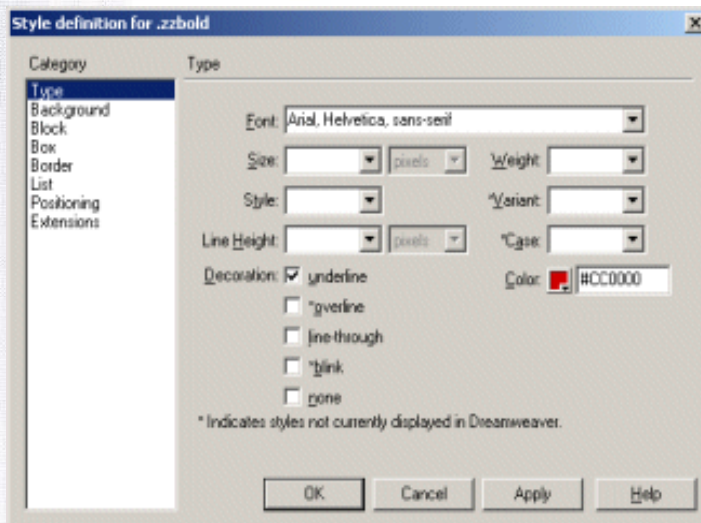 Style definition for .zzbold
Category
Type
Type
Background
Block
Box
Border
List
Positioning
Extensions
Font: Arial, Helvetica, sans-serif
Size: pixels Weight:
Style: *Variant:
Line Height: pixels *Case:
Decoration: underline Color: #CC0000
*overline
line-through
*blink
none
* Indicates styles not currently displayed in Dreamweaver.
OK Cancel Apply Help